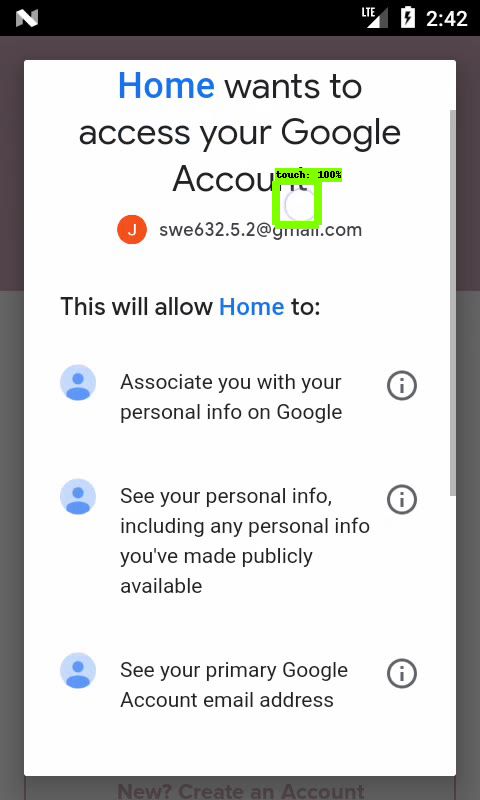 LTE 2:42
Home wants to
access your Google
Account
touch: 100%
J swe632.5.2@gmail.com
This will allow Home to:
Associate you with your
personal info on Google
See your personal info,
including any personal info
you've made publicly
available
See your primary Google
Account email address
New? Create an Account